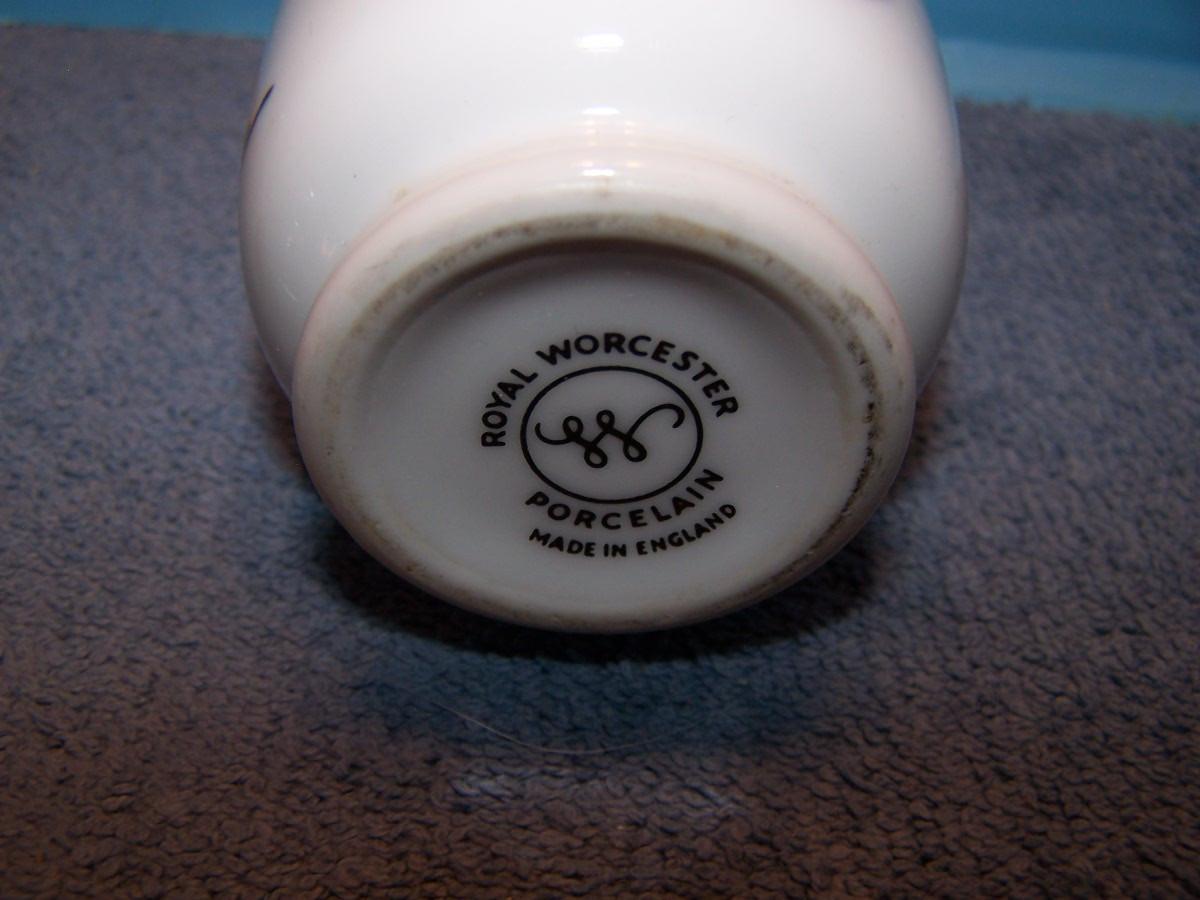 ROYAL WORCESTER
PORCELAIN
MADE IN ENGLAND